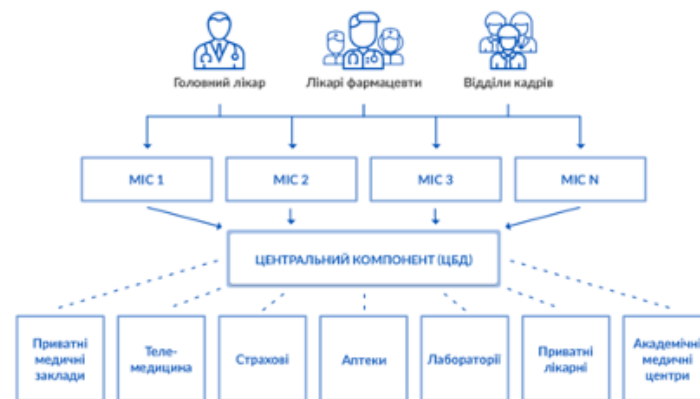 Головний лікар
Лікарі фармацевти
Відділи кадрів
МІС 1
МІС 2
МІС 3
МІС N
ЦЕНТРАЛЬНИЙ КОМПОНЕНТ (ЦБД)
Приватні
медичні
заклади
Теле-
медицина
Страхові
Аптеки
Лабораторії
Приватні
лікарні
Академічні
медичні
центри